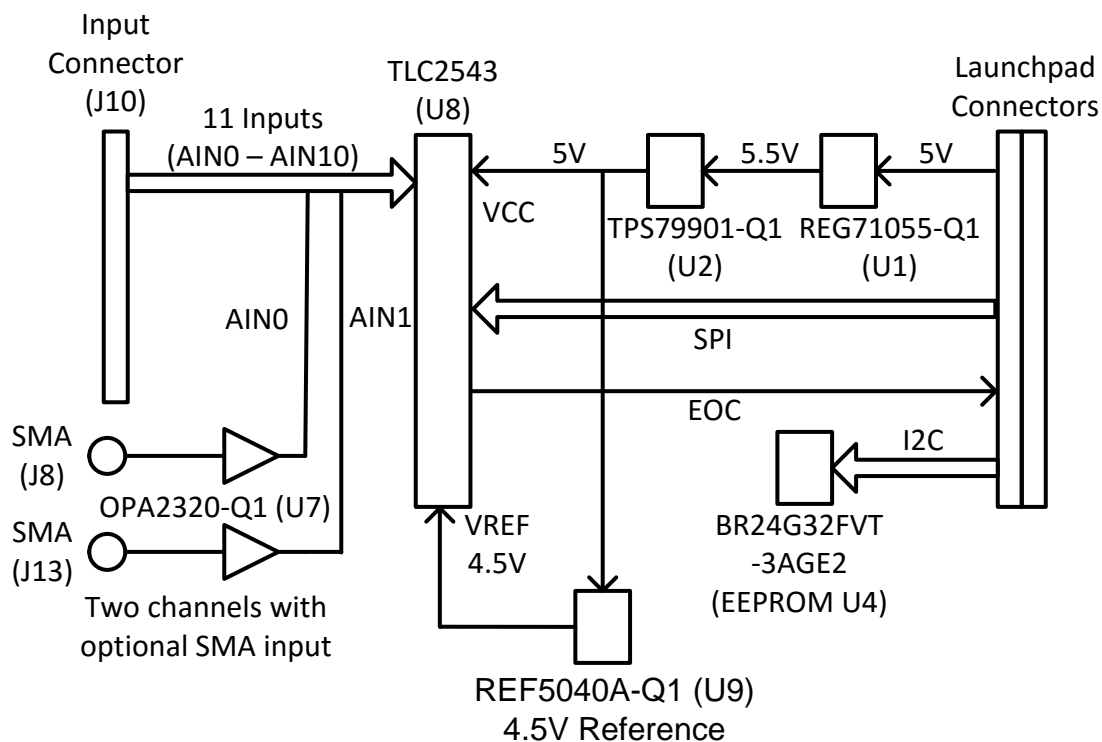 Input
Connector
(J10)
11 Inputs
(AIN0 – AIN10)
TLC2543
(U8)
Launchpad
Connectors
5V
5.5V
5V
VCC
TPS79901-Q1
(U2)
REG71055-Q1
(U1)
AIN0
AIN1
SPI
EOC
I2C
SMA
(J8)
OPA2320-Q1 (U7)
SMA
(J13)
Two channels with
optional SMA input
VREF
4.5V
BR24G32FVT
-3AGE2
(EEPROM U4)
REF5040A-Q1 (U9)
4.5V Reference